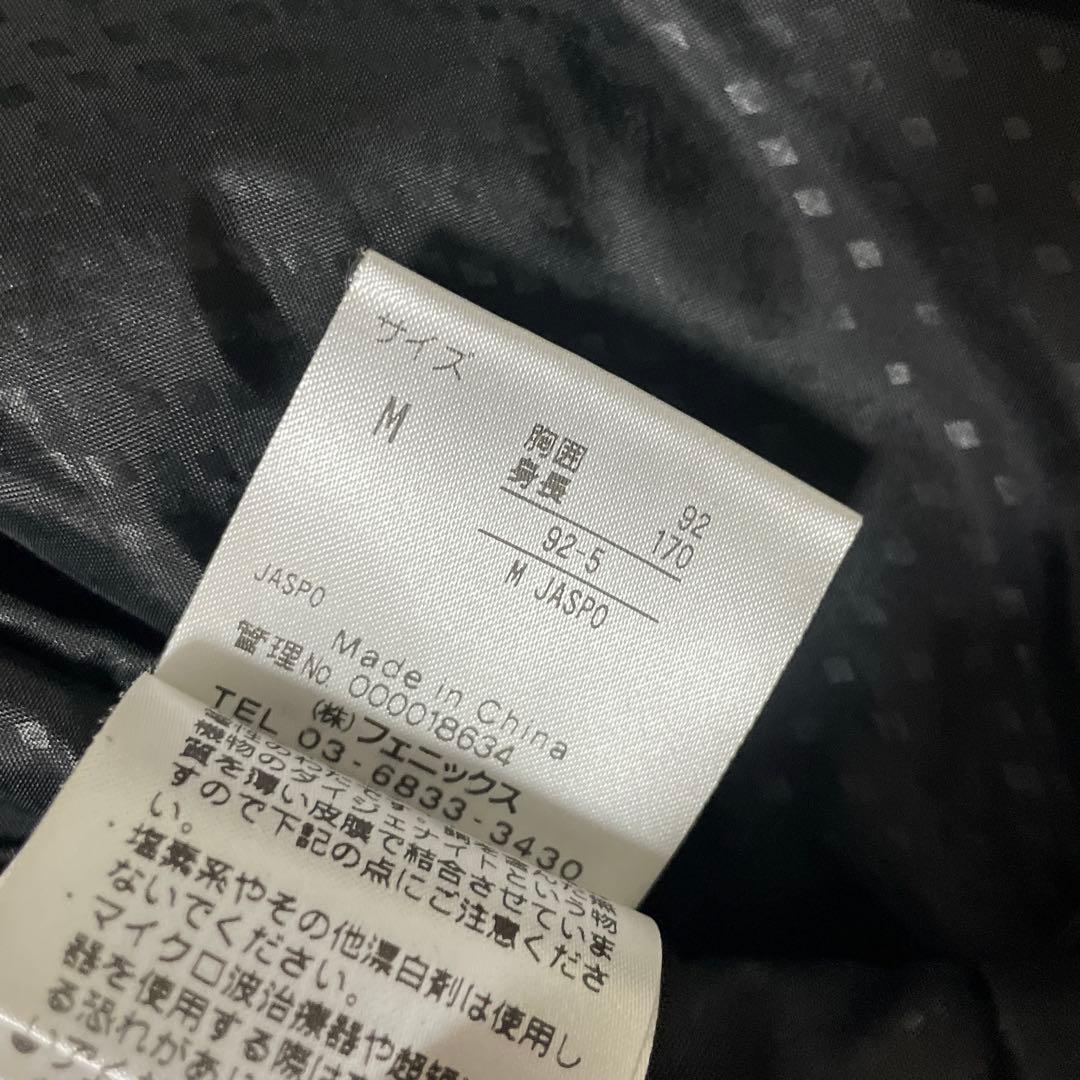 サイズ
M
胸囲 92
身長 170
92-5
M JASPO
JASPO
Made in China
管理No 000018634
(株)フェニックス
TEL 03-6833-3430
質を薄い皮膜で結合させていま
すので下記の点にご注意くださ
い。
・塩素系やその他漂白剤は使用し
ないでください。
・マイクロ波治療器や超短
器を使用する際は
る恐れがあ